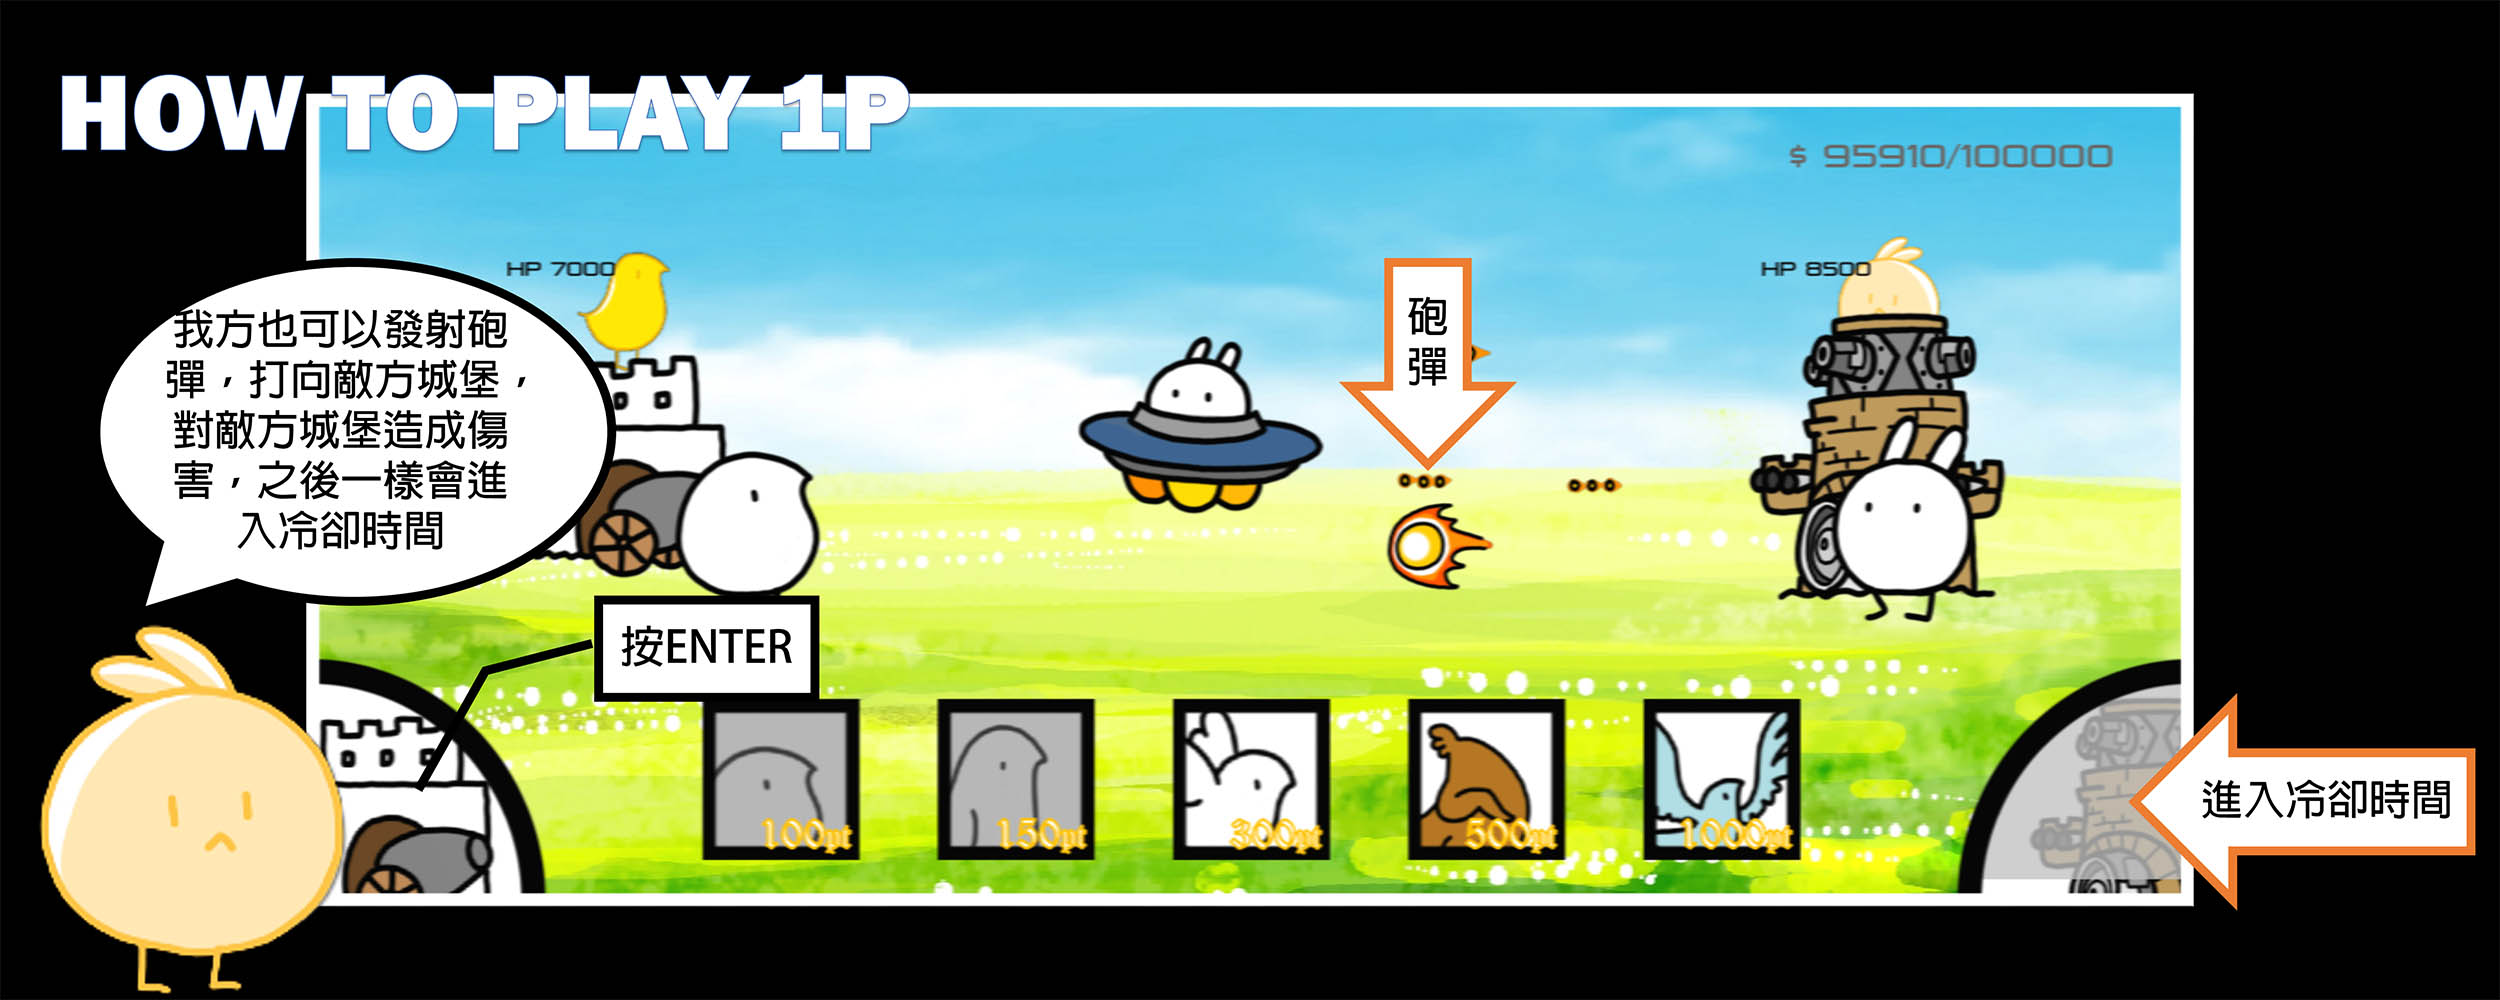 HOW TO PLAY 1P
$ 95910/100000
HP 7000
HP 8500
我方也可以發射砲
彈，打向敵方城堡，
對敵方城堡造成傷
害，之後一樣會進
入冷卻時間
砲
彈
按ENTER
100pt
150pt
300pt
500pt
1000pt
進入冷卻時間